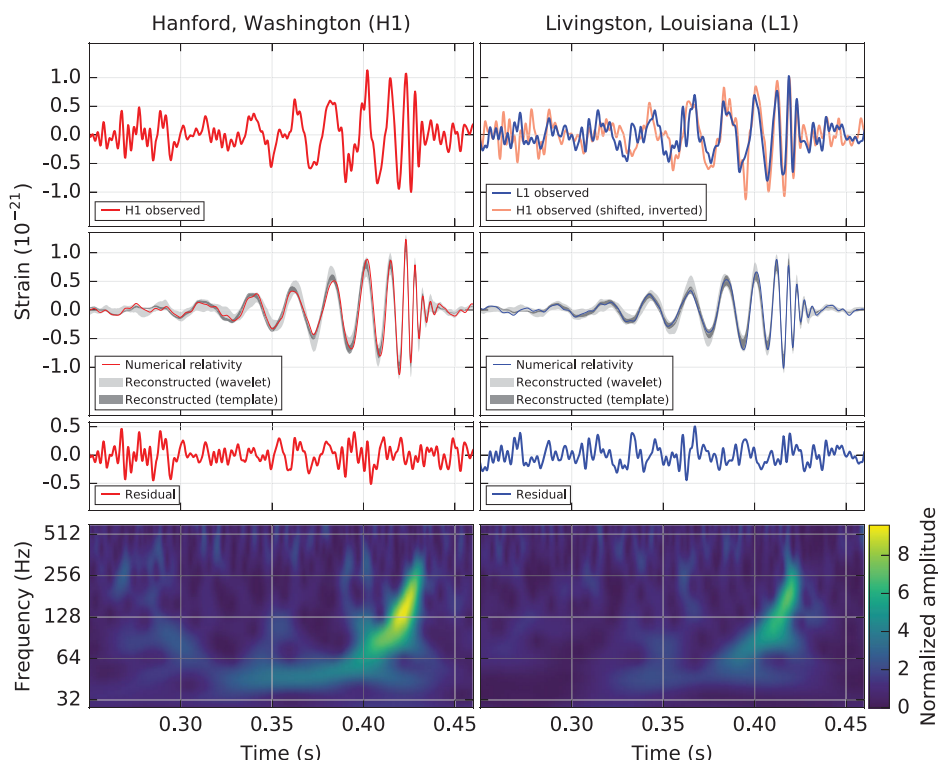 Hanford, Washington (H1)
Livingston, Louisiana (L1)
Strain (10⁻²¹)
1.0
0.5
0.0
-0.5
-1.0
H1 observed
L1 observed
H1 observed (shifted, inverted)
1.0
0.5
0.0
-0.5
-1.0
Numerical relativity
Reconstructed (wavelet)
Reconstructed (template)
Numerical relativity
Reconstructed (wavelet)
Reconstructed (template)
0.5
0.0
-0.5
Residual
Residual
Frequency (Hz)
512
256
128
64
32
Normalized amplitude
8
6
4
2
0
0.30 0.35 0.40 0.45
0.30 0.35 0.40 0.45
Time (s)
Time (s)